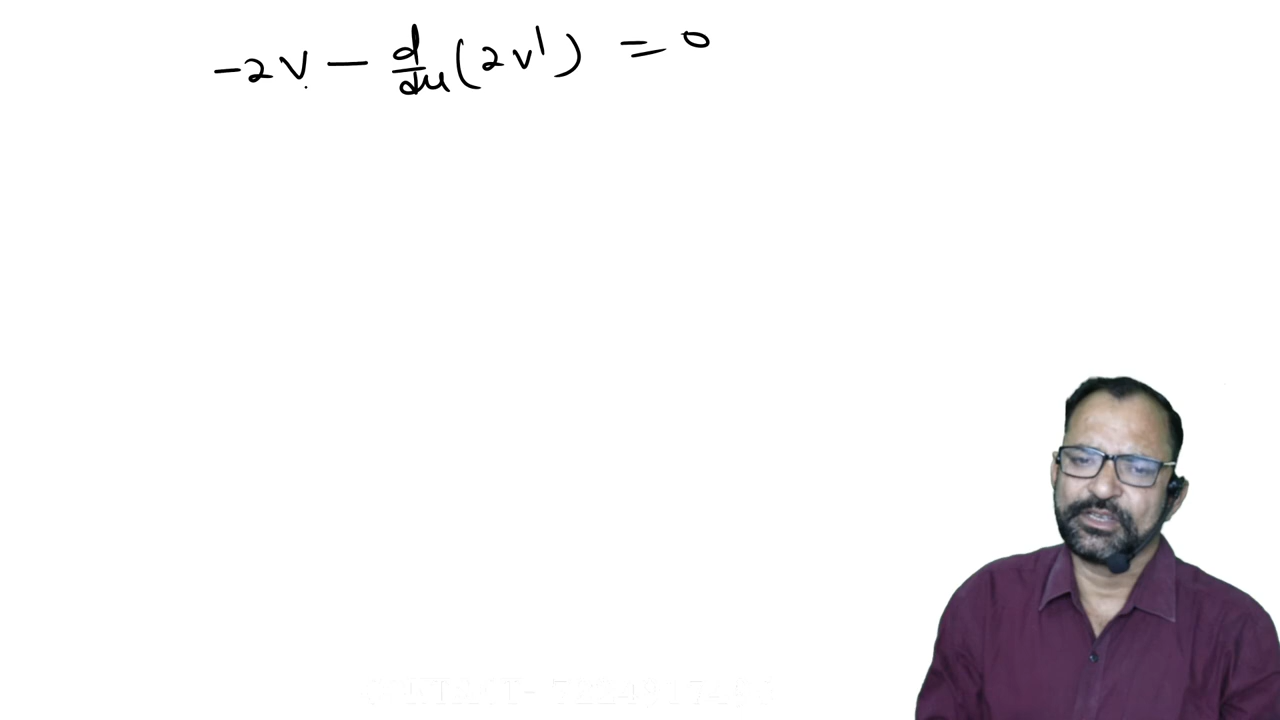 -2v - d/du (2v') = 0